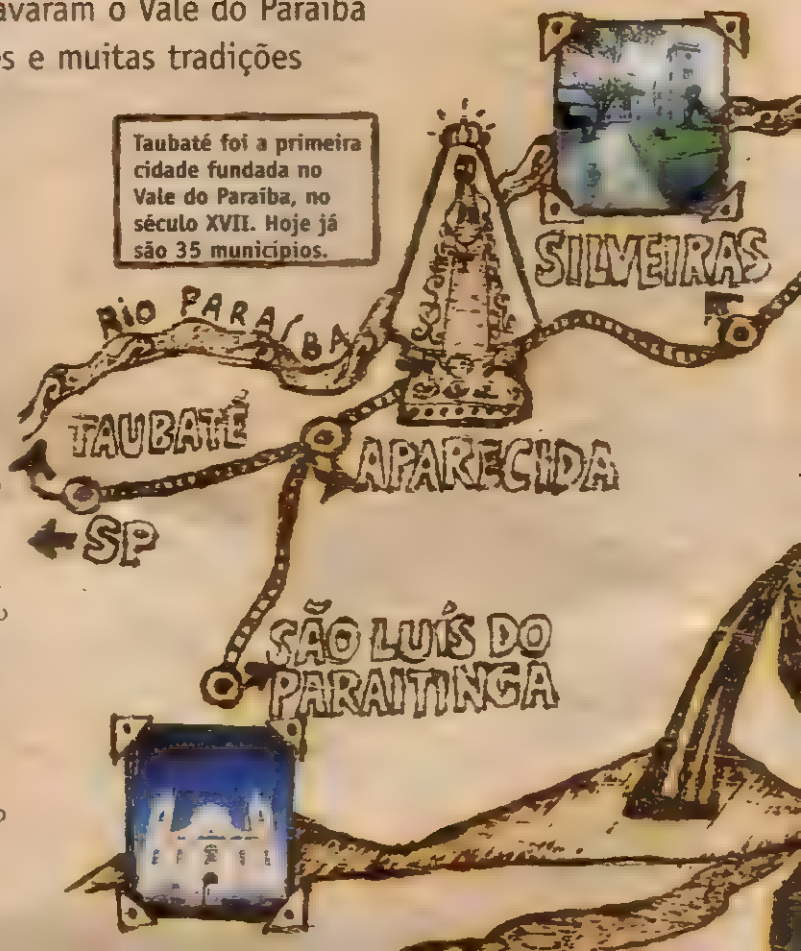 avaram o Vale do Paraíba
s e muitas tradições
Taubaté foi a primeira
cidade fundada no
Vale do Paraíba, no
século XVII. Hoje já
são 35 municípios.
SILVEIRAS
RIO PARAÍBA
TAUBATÉ
APARECIDA
SP
SÃO LUÍS DO
PARAITINGA